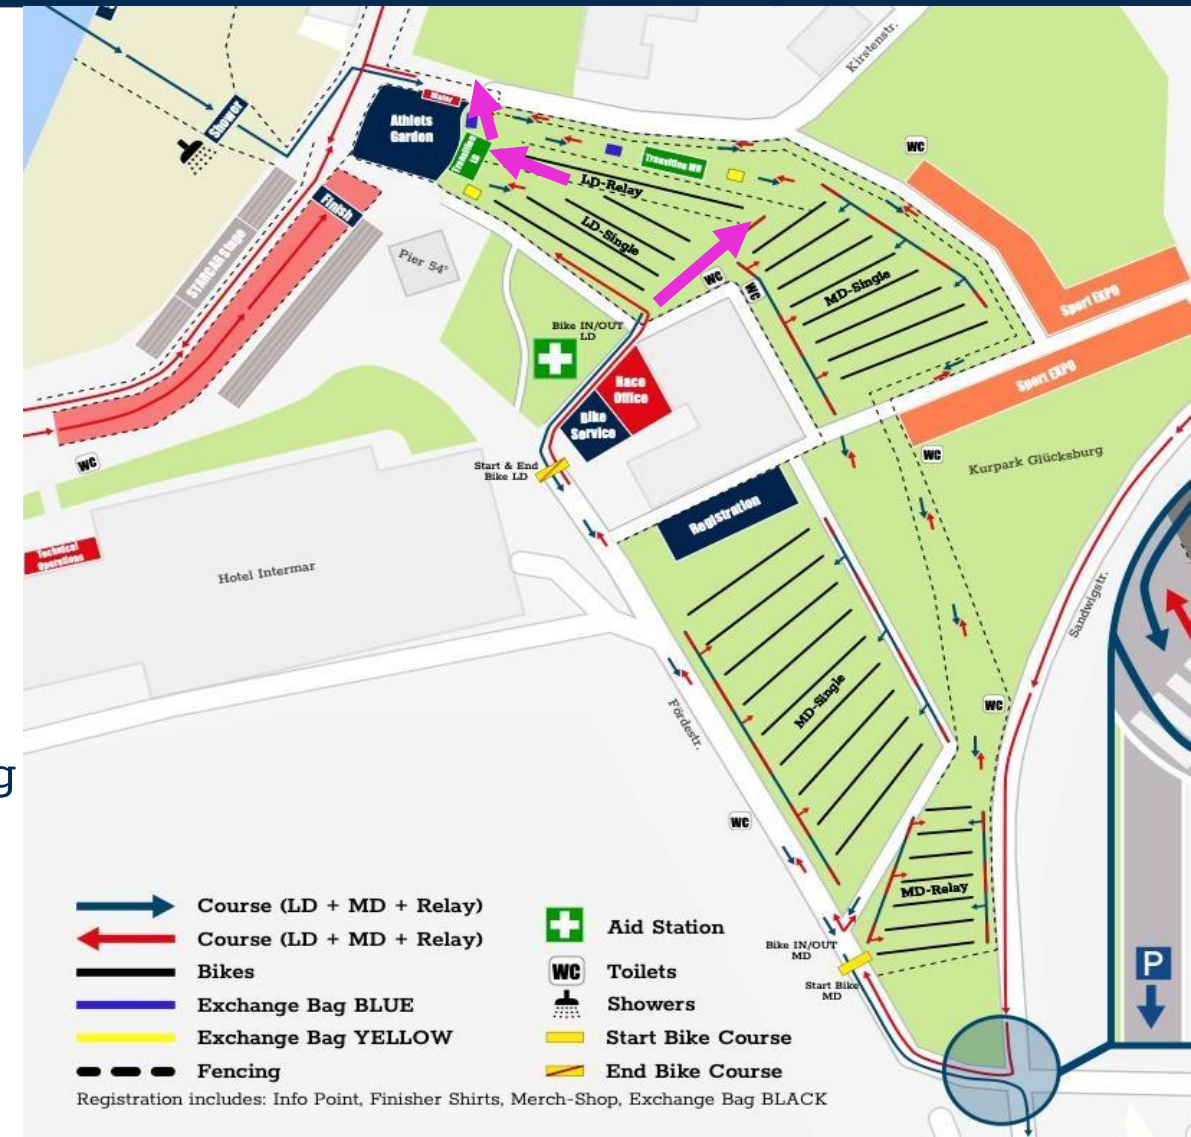 Kirstenstr.
Shower
Water
Athlets
Garden
Transition
LD
Transition MD
WC
LD-Relay
LD-Single
Finish
STARCAR Stage
Pier 54°
WC
WC
MD-Single
Sport EXPO
Sport EXPO
Bike IN/OUT
LD
Race
Office
Bike
Service
WC
Start & End
Bike LD
WC
Kurpark Glücksburg
Registration
Technical
Operations
Hotel Intermar
Sandwigstr.
MD-Single
Fördestr.
WC
g
WC
MD-Relay
Bike IN/OUT
MD
Start Bike
MD
P
Course (LD + MD + Relay)
Course (LD + MD + Relay)
Bikes
Exchange Bag BLUE
Exchange Bag YELLOW
Fencing
Aid Station
WC Toilets
Showers
Start Bike Course
End Bike Course
Registration includes: Info Point, Finisher Shirts, Merch-Shop, Exchange Bag BLACK